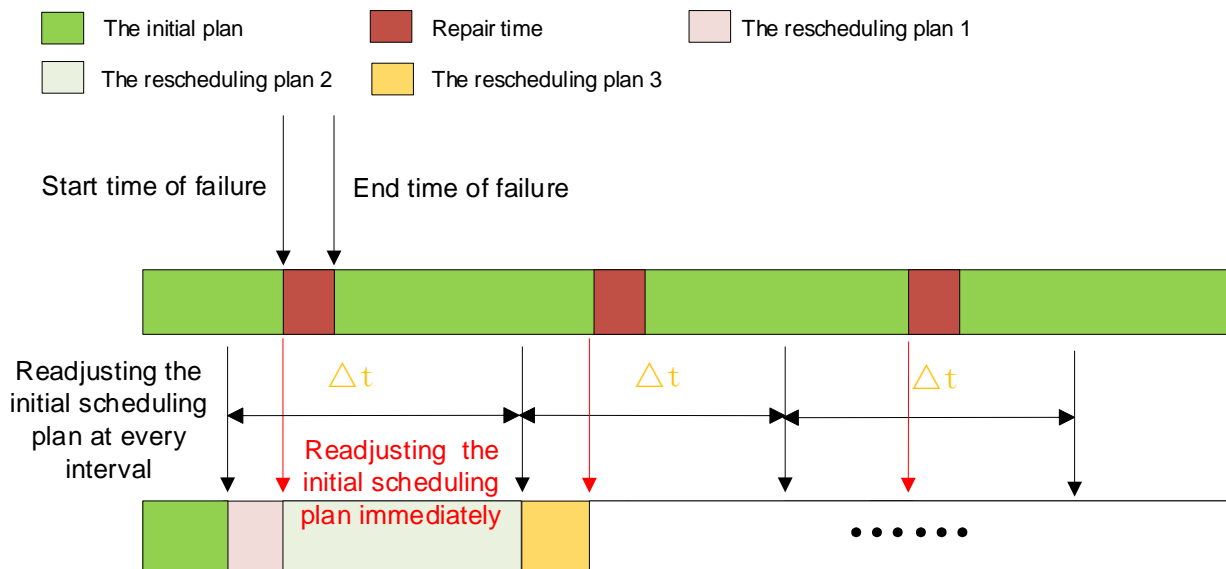 The initial plan
Repair time
The rescheduling plan 1
The rescheduling plan 2
The rescheduling plan 3
Start time of failure
End time of failure
Readjusting the
initial scheduling
plan at every
interval
△t
△t
△t
Readjusting the
initial scheduling
plan immediately
••••••